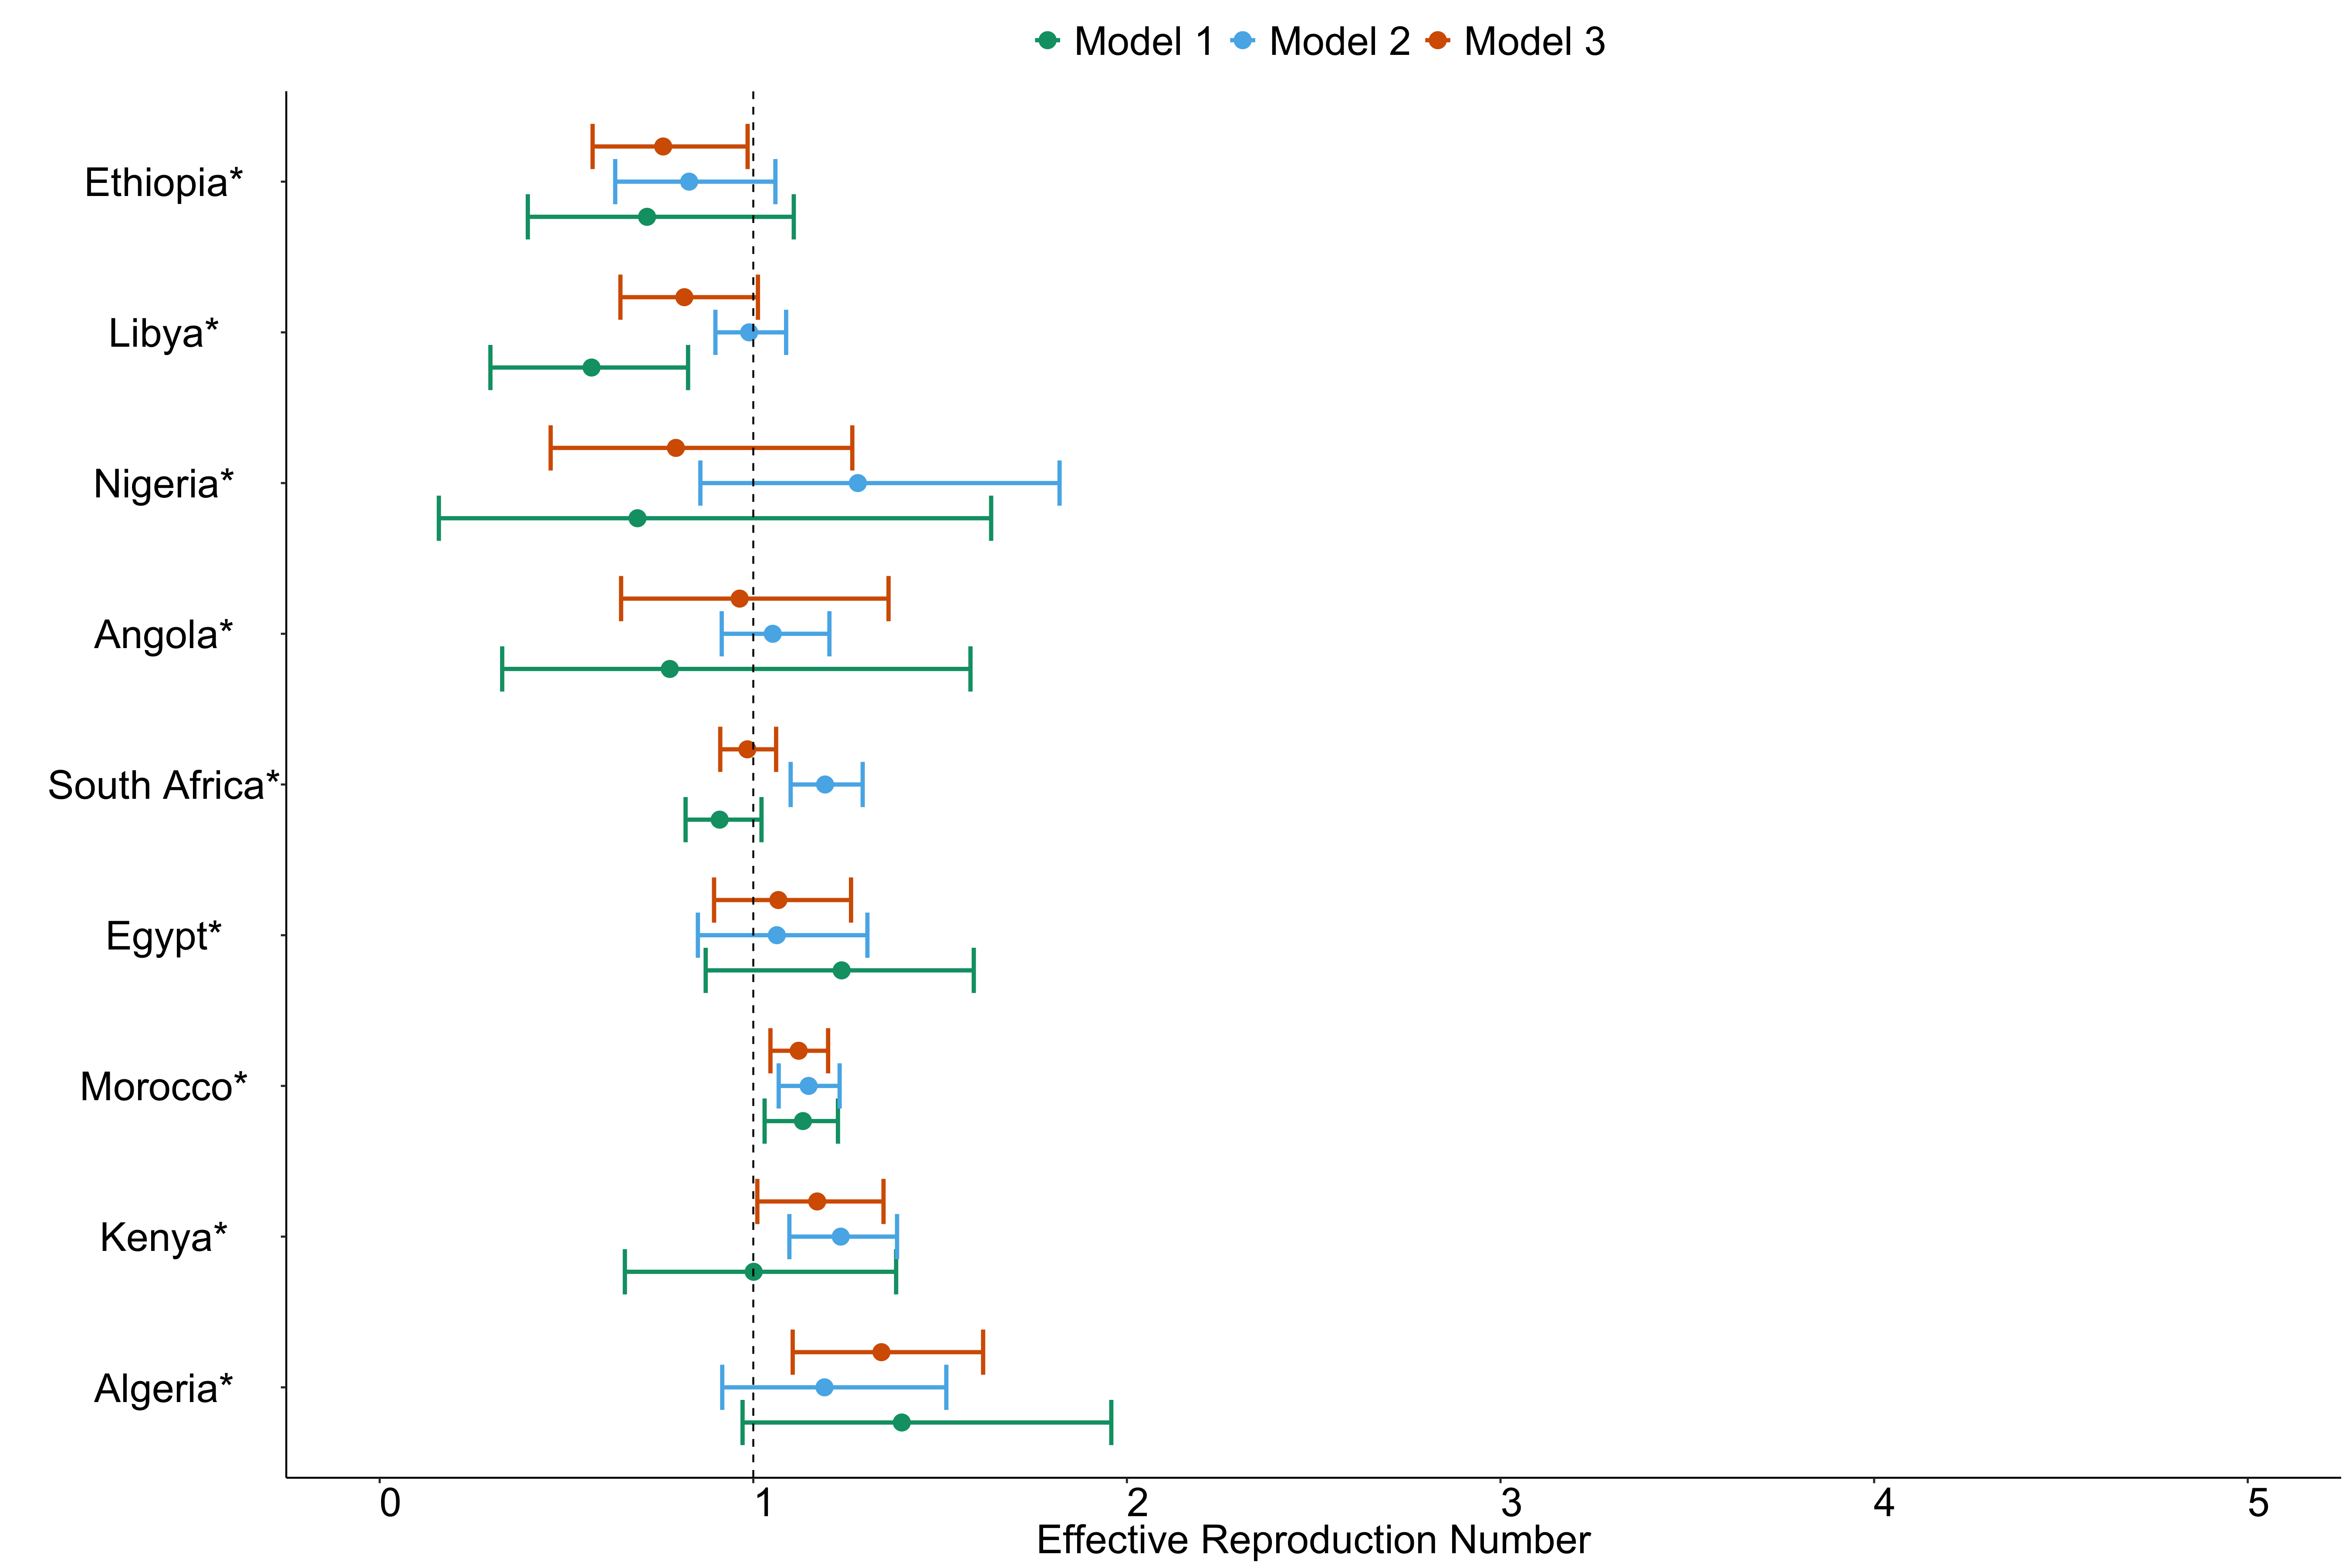 Model 1 Model 2 Model 3
Ethiopia*
Libya*
Nigeria*
Angola*
South Africa*
Egypt*
Morocco*
Kenya*
Algeria*
0 1 2 3 4 5
Effective Reproduction Number